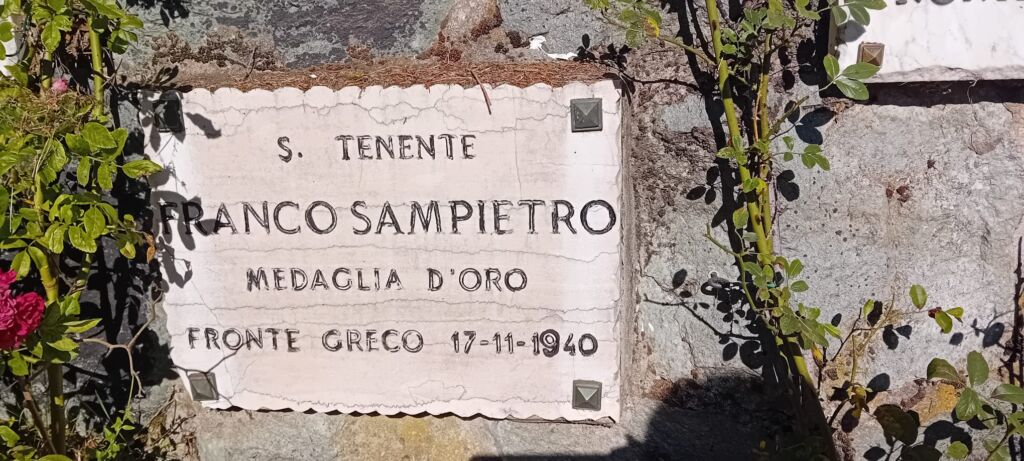 S. TENENTE
FRANCO SAMPIETRO
MEDAGLIA D'ORO
FRONTE GRECO 17-11-1940